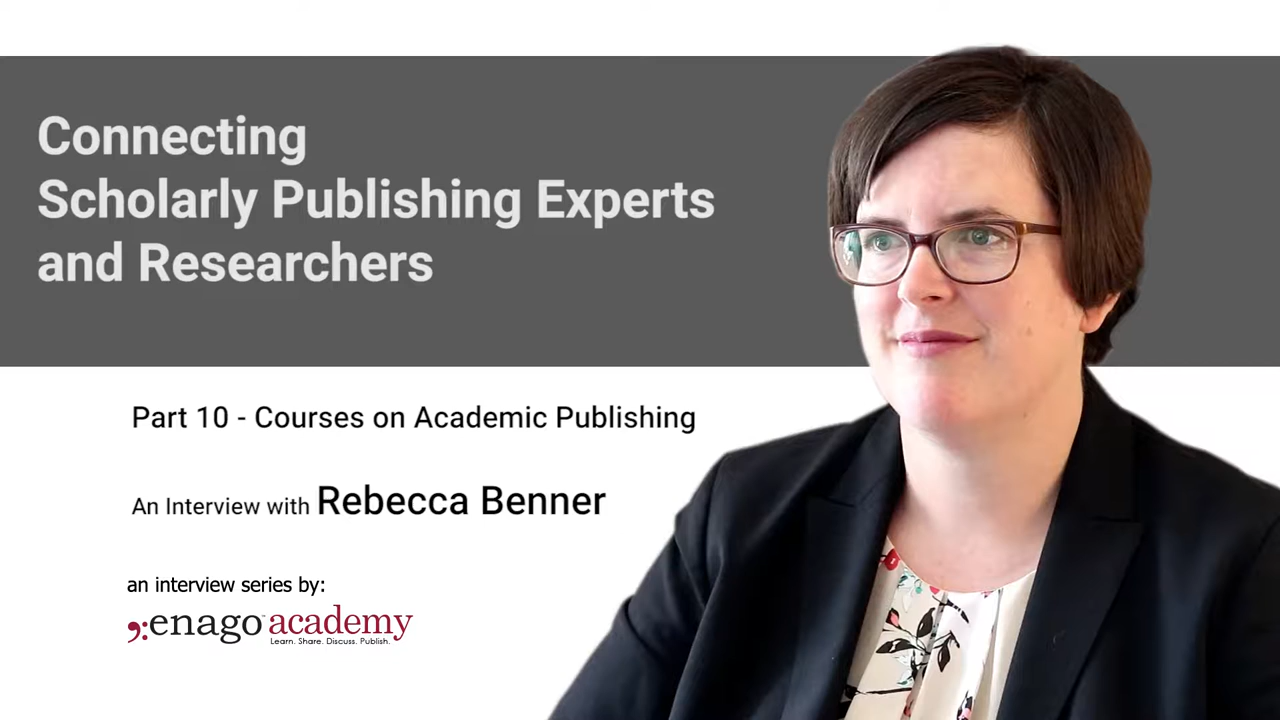 Connecting
Scholarly Publishing Experts
and Researchers
Part 10 - Courses on Academic Publishing
An Interview with Rebecca Benner
an interview series by:
enago™ academy
Learn. Share. Discuss. Publish.